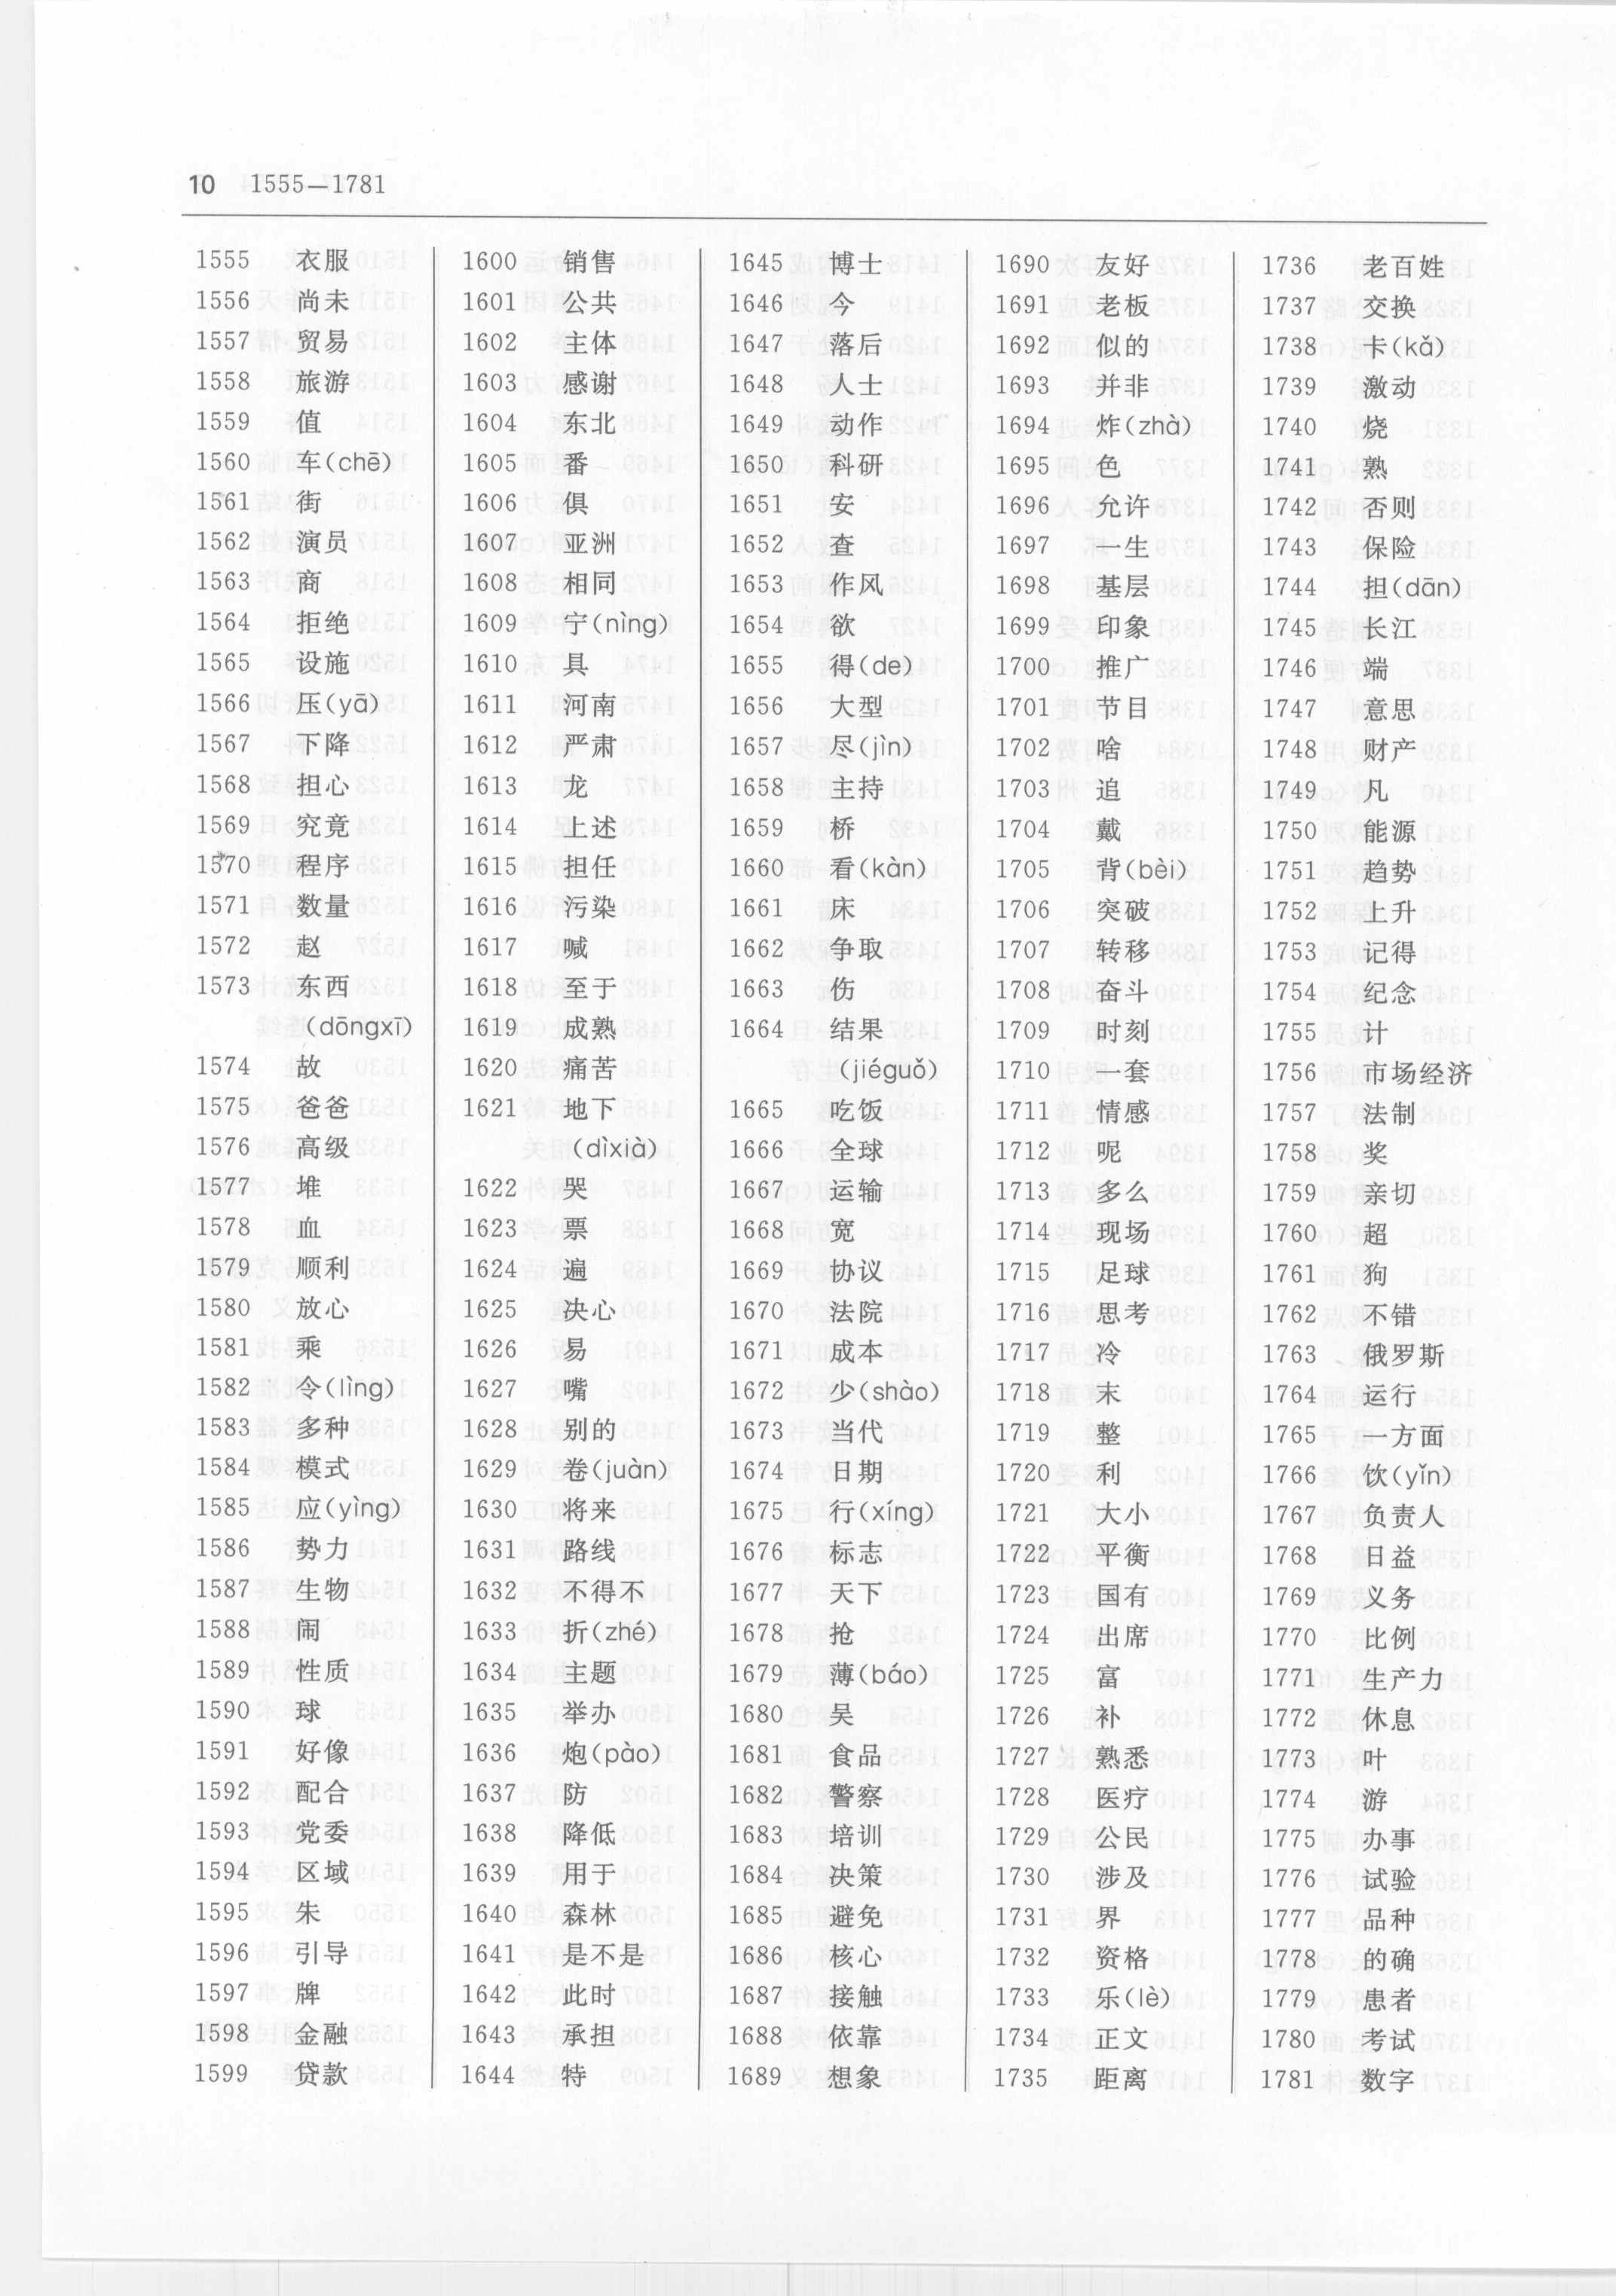 10 1555—1781
1555 衣服
1556 尚未
1557 贸易
1558 旅游
1559 值
1560 车(chē)
1561 街
1562 演员
1563 商
1564 拒绝
1565 设施
1566 压(yā)
1567 下降
1568 担心
1569 究竟
1570 程序
1571 数量
1572 赵
1573 东西
(dōngxī)
1574 故
1575 爸爸
1576 高级
1577 堆
1578 血
1579 顺利
1580 放心
1581 乘
1582 令(lìng)
1583 多种
1584 模式
1585 应(yìng)
1586 势力
1587 生物
1588 闹
1589 性质
1590 球
1591 好像
1592 配合
1593 党委
1594 区域
1595 朱
1596 引导
1597 牌
1598 金融
1599 贷款
1600 销售
1601 公共
1602 主体
1603 感谢
1604 东北
1605 番
1606 俱
1607 亚洲
1608 相同
1609 宁(nìng)
1610 具
1611 河南
1612 严肃
1613 龙
1614 上述
1615 担任
1616 污染
1617 喊
1618 至于
1619 成熟
1620 痛苦
1621 地下
(dìxià)
1622 哭
1623 票
1624 遍
1625 决心
1626 易
1627 嘴
1628 别的
1629 卷(juàn)
1630 将来
1631 路线
1632 不得不
1633 折(zhé)
1634 主题
1635 举办
1636 炮(pào)
1637 防
1638 降低
1639 用于
1640 森林
1641 是不是
1642 此时
1643 承担
1644 特
1645 博士
1646 今
1647 落后
1648 人士
1649 动作
1650 科研
1651 安
1652 查
1653 作风
1654 欲
1655 得(de)
1656 大型
1657 尽(jìn)
1658 主持
1659 桥
1660 看(kàn)
1661 床
1662 争取
1663 伤
1664 结果
(jiéguǒ)
1665 吃饭
1666 全球
1667 运输
1668 宽
1669 协议
1670 法院
1671 成本
1672 少(shào)
1673 当代
1674 日期
1675 行(xíng)
1676 标志
1677 天下
1678 抢
1679 薄(báo)
1680 吴
1681 食品
1682 警察
1683 培训
1684 决策
1685 避免
1686 核心
1687 接触
1688 依靠
1689 想象
1690 友好
1691 老板
1692 似的
1693 并非
1694 炸(zhà)
1695 色
1696 允许
1697 一生
1698 基层
1699 印象
1700 推广
1701 节目
1702 啥
1703 追
1704 戴
1705 背(bèi)
1706 突破
1707 转移
1708 奋斗
1709 时刻
1710 一套
1711 情感
1712 呢
1713 多么
1714 现场
1715 足球
1716 思考
1717 冷
1718 末
1719 整
1720 利
1721 大小
1722 平衡
1723 国有
1724 出席
1725 富
1726 补
1727 熟悉
1728 医疗
1729 公民
1730 涉及
1731 界
1732 资格
1733 乐(lè)
1734 正文
1735 距离
1736 老百姓
1737 交换
1738 卡(kǎ)
1739 激动
1740 烧
1741 熟
1742 否则
1743 保险
1744 担(dān)
1745 长江
1746 端
1747 意思
1748 财产
1749 凡
1750 能源
1751 趋势
1752 上升
1753 记得
1754 纪念
1755 计
1756 市场经济
1757 法制
1758 奖
1759 亲切
1760 超
1761 狗
1762 不错
1763 俄罗斯
1764 运行
1765 一方面
1766 饮(yǐn)
1767 负责人
1768 日益
1769 义务
1770 比例
1771 生产力
1772 休息
1773 叶
1774 游
1775 办事
1776 试验
1777 品种
1778 的确
1779 患者
1780 考试
1781 数字